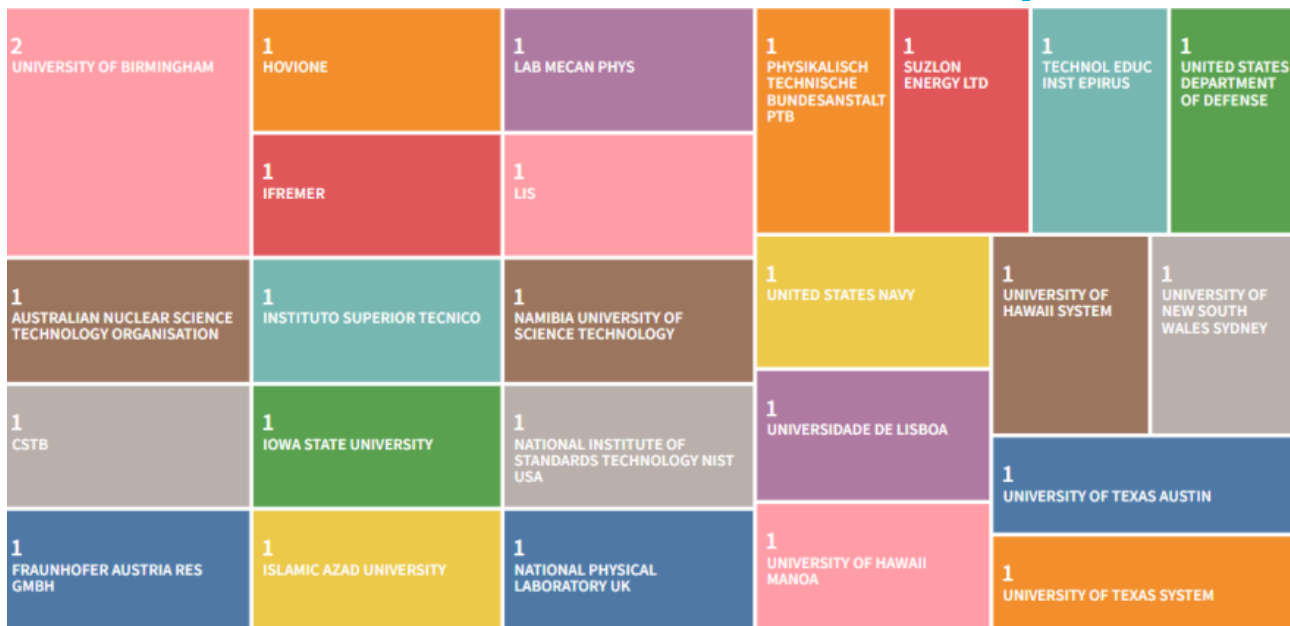 2
UNIVERSITY OF BIRMINGHAM
1
AUSTRALIAN NUCLEAR SCIENCE
TECHNOLOGY ORGANISATION
1
CSTB
1
FRAUNHOFER AUSTRIA RES
GMBH
1
HOVIONE
1
IFREMER
1
INSTITUTO SUPERIOR TECNICO
1
IOWA STATE UNIVERSITY
1
ISLAMIC AZAD UNIVERSITY
1
LAB MECAN PHYS
1
LIS
1
NAMIBIA UNIVERSITY OF
SCIENCE TECHNOLOGY
1
NATIONAL INSTITUTE OF
STANDARDS TECHNOLOGY NIST
USA
1
NATIONAL PHYSICAL
LABORATORY UK
1
PHYSIKALISCH
TECHNISCHE
BUNDESANSTALT
PTB
1
SUZLON
ENERGY LTD
1
TECHNOL EDUC
INST EPIRUS
1
UNITED STATES
DEPARTMENT
OF DEFENSE
1
UNITED STATES NAVY
1
UNIVERSIDADE DE LISBOA
1
UNIVERSITY OF HAWAII
MANOA
1
UNIVERSITY OF
HAWAII SYSTEM
1
UNIVERSITY OF
NEW SOUTH
WALES SYDNEY
1
UNIVERSITY OF TEXAS AUSTIN
1
UNIVERSITY OF TEXAS SYSTEM